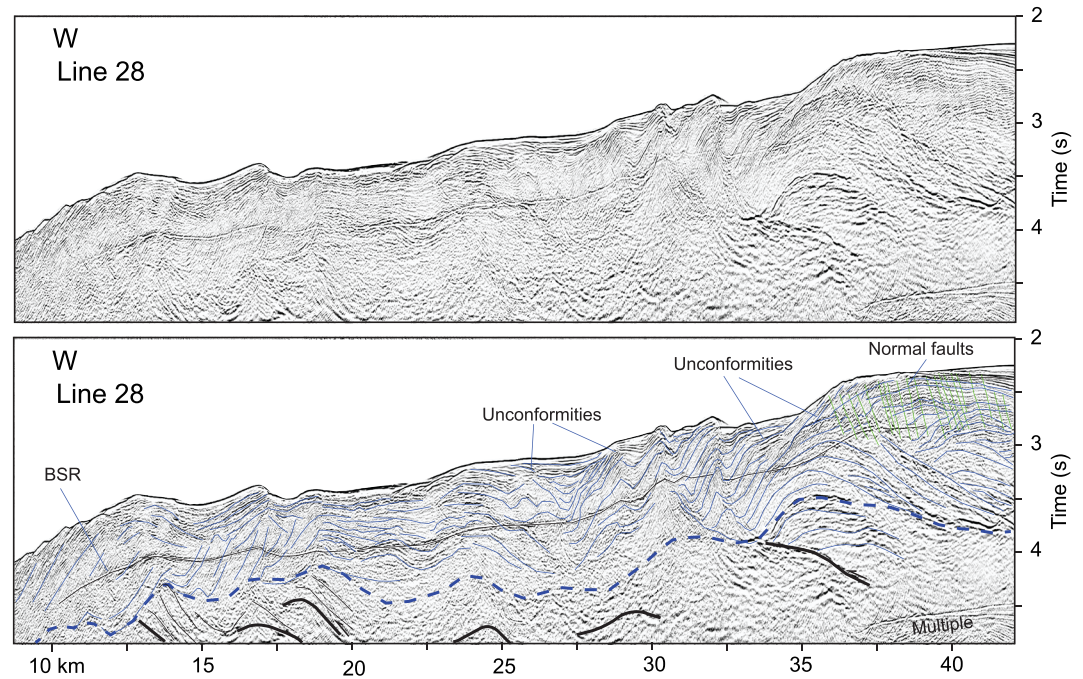 W
Line 28
2
3
4
Time (s)
W
Line 28
Normal faults
Unconformities
Unconformities
BSR
Multiple
2
3
4
Time (s)
10 km 15 20 25 30 35 40